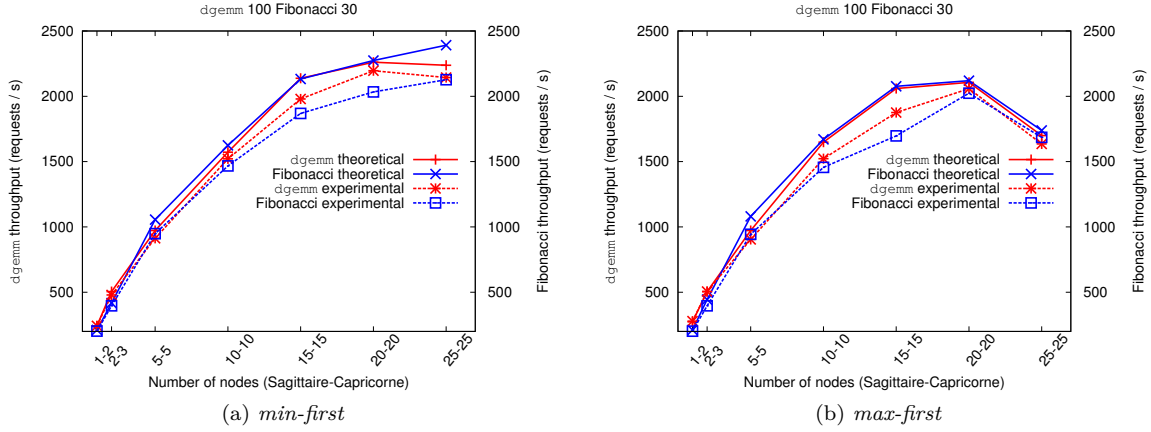 dgemm 100 Fibonacci 30
2500
2000
1500
1000
500
dgemm throughput (requests / s)
2500
2000
1500
1000
500
Fibonacci throughput (requests / s)
dgemm theoretical
Fibonacci theoretical
dgemm experimental
Fibonacci experimental
1-2
2-3
5-5
10-10
15-15
20-20
25-25
Number of nodes (Sagittaire-Capricorne)
(a) min-first
dgemm 100 Fibonacci 30
2500
2000
1500
1000
500
dgemm throughput (requests / s)
2500
2000
1500
1000
500
Fibonacci throughput (requests / s)
dgemm theoretical
Fibonacci theoretical
dgemm experimental
Fibonacci experimental
1-2
2-3
5-5
10-10
15-15
20-20
25-25
Number of nodes (Sagittaire-Capricorne)
(b) max-first